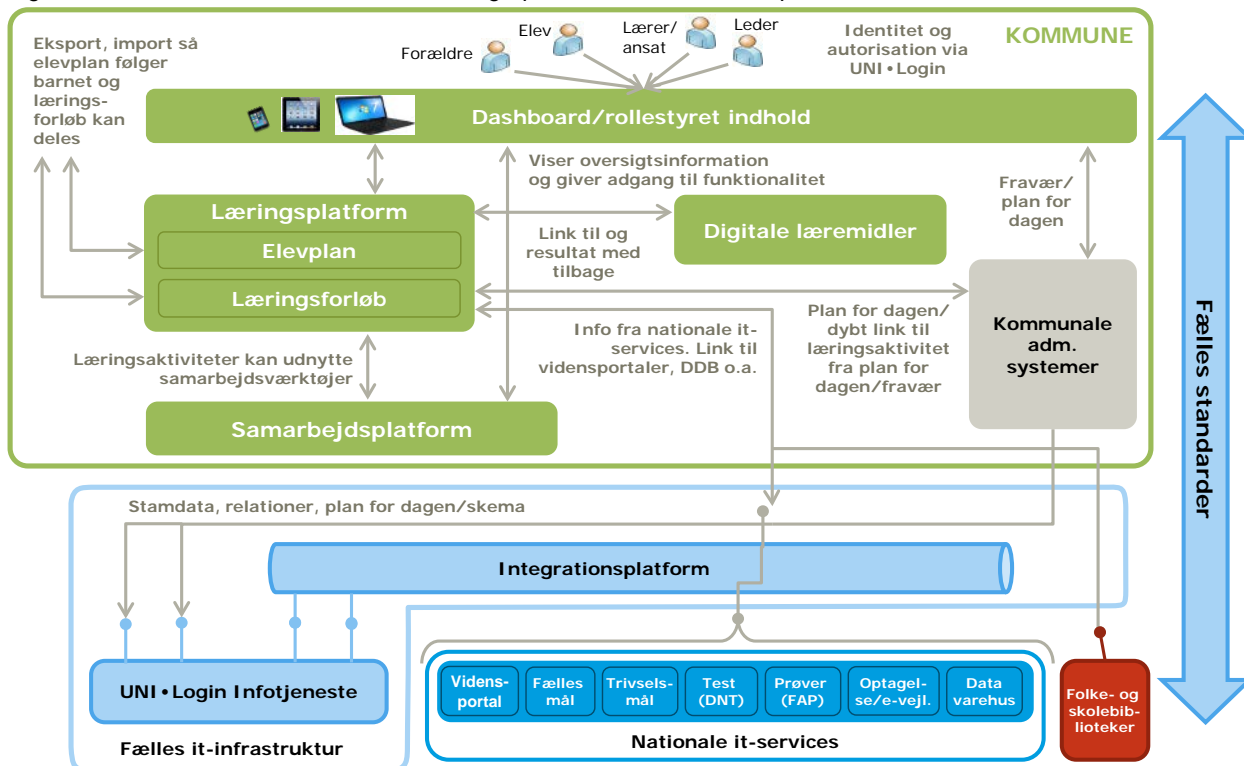 Forældre
Elev
Lærer/
ansat
Leder
Identitet og
autorisation via
UNI•Login
KOMMUNE
Eksport, import så
elevplan følger
barnet og
lærings-
forløb kan
deles
Dashboard/rollestyret indhold
Viser oversigtsinformation
og giver adgang til funktionalitet
Fravær/
plan for
dagen
Læringsplatform
Elevplan
Læringsforløb
Link til og
resultat med
tilbage
Digitale læremidler
Info fra nationale it-
services. Link til
vidensportaler, DDB o.a.
Plan for dagen/
dybt link til
læringsaktivitet
fra plan for
dagen/fravær
Kommunale
adm.
systemer
Læringsaktiviteter kan udnytte
samarbejdsværktøjer
Samarbejdsplatform
Fælles standarder
Stamdata, relationer, plan for dagen/skema
Integrationsplatform
UNI•Login Infotjeneste
Fælles it-infrastruktur
Videns-
portal
Fælles
mål
Trivsels-
mål
Test
(DNT)
Prøver
(FAP)
Optagel-
se/e-vejl.
Data
varehus
Nationale it-services
Folke- og
skolebib-
lioteker